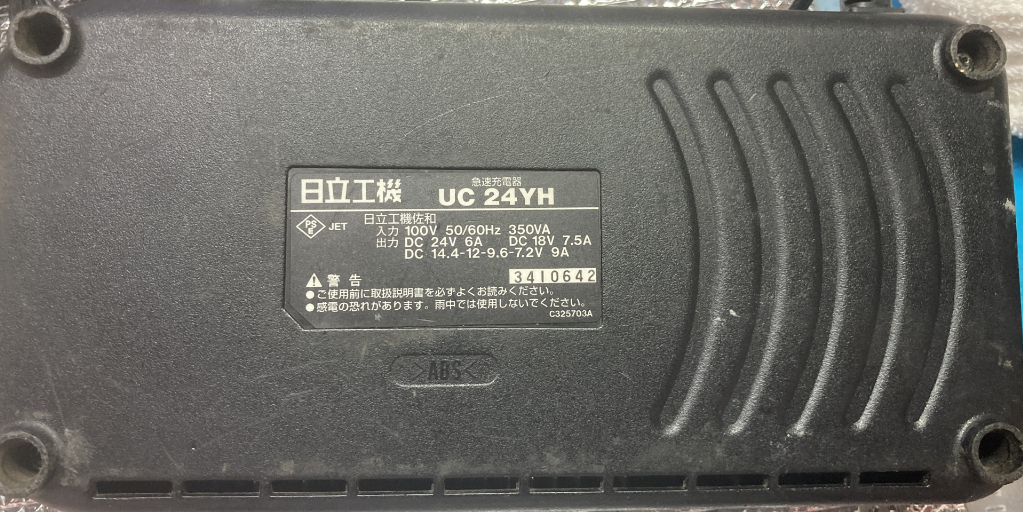 日立工機 急速充電器 UC 24YH
PSE JET 日立工機佐和
入力 100V 50/60Hz 350VA
出力 DC 24V 6A DC 18V 7.5A
DC 14.4-12-9.6-7.2V 9A
警告 3410642
●ご使用前に取扱説明書を必ずよくお読みください。
●感電の恐れがあります。雨中では使用しないでください。
C325703A
>ABS<